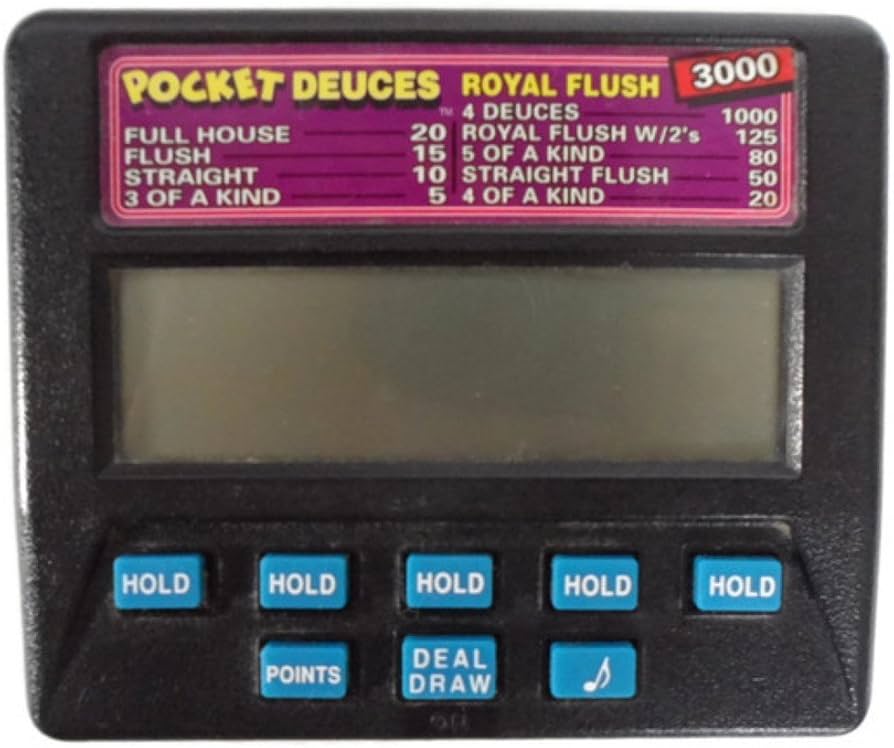 POCKET DEUCES™
FULL HOUSE 20
FLUSH 15
STRAIGHT 10
3 OF A KIND 5
ROYAL FLUSH 3000
4 DEUCES 1000
ROYAL FLUSH W/2's 125
5 OF A KIND 80
STRAIGHT FLUSH 50
4 OF A KIND 20
HOLD HOLD HOLD HOLD HOLD
POINTS DEAL DRAW